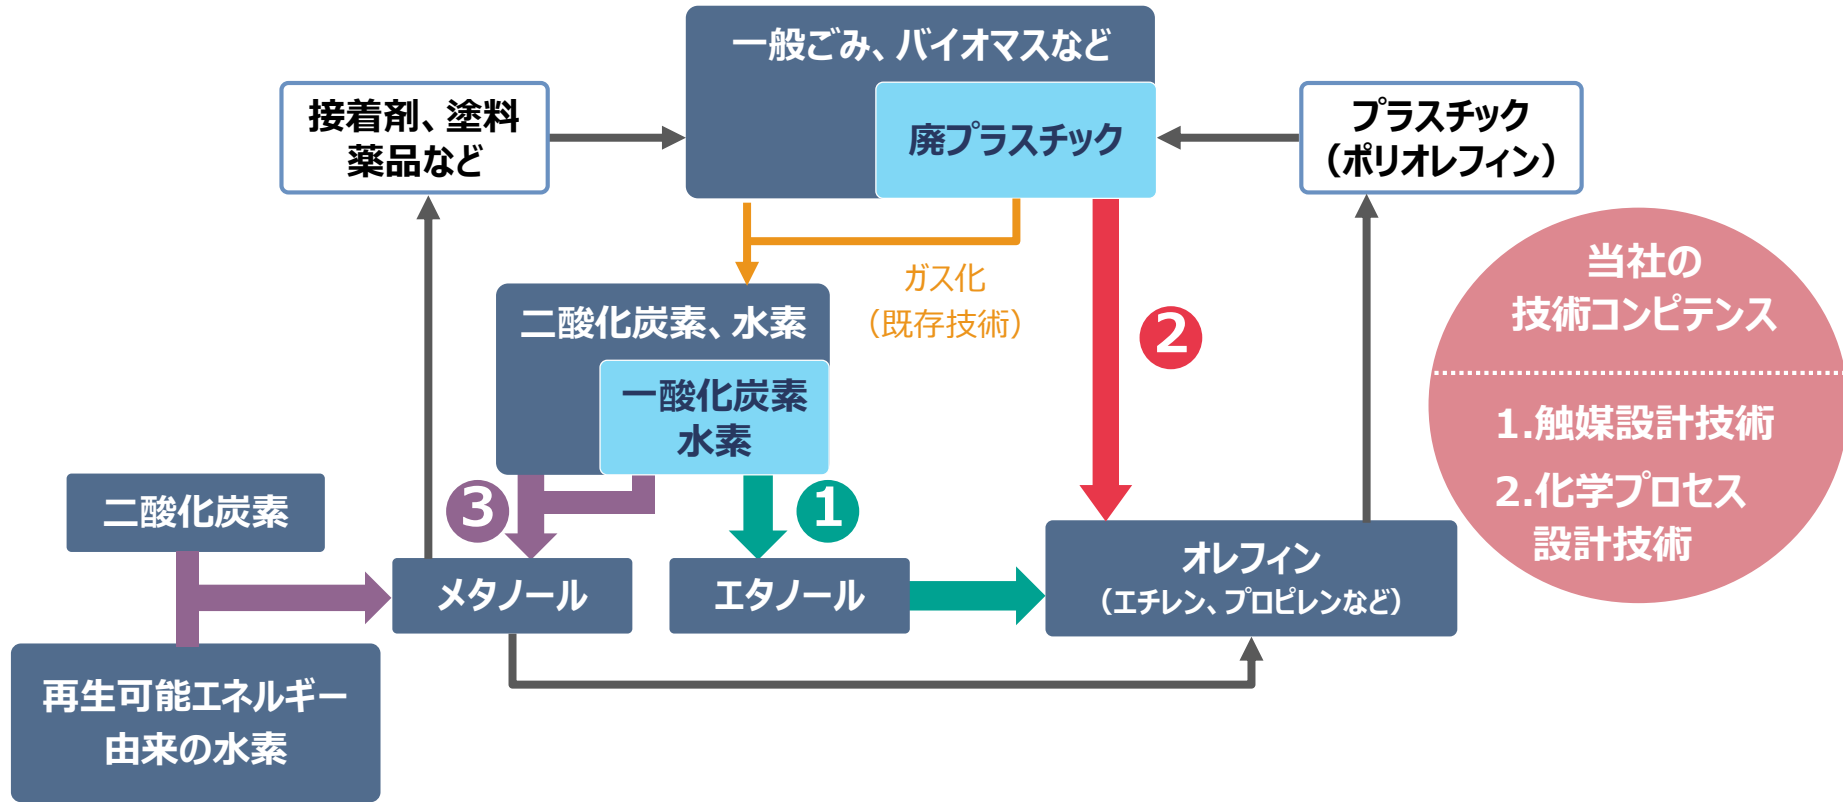 一般ごみ、バイオマスなど
廃プラスチック
接着剤、塗料
薬品など
プラスチック
（ポリオレフィン）
ガス化
（既存技術）
二酸化炭素、水素
一酸化炭素
水素
❷
当社の
技術コンピテンス
1.触媒設計技術
2.化学プロセス
設計技術
二酸化炭素
❸
❶
メタノール
エタノール
オレフィン
（エチレン、プロピレンなど）
再生可能エネルギー
由来の水素